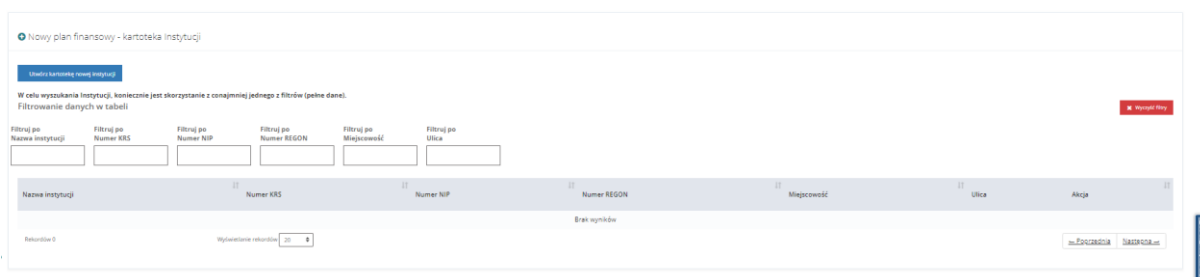 Nowy plan finansowy - kartoteka instytucji
Utwórz kartotekę nowej instytucji
W celu wyszukania Instytucji, koniecznie jest skorzystanie z conajmniej jednego z filtrów (pełne dane).
Filtrowanie danych w tabeli
Wyczyść filtry
Filtruj po Filtruj po Filtruj po Filtruj po Filtruj po Filtruj po
Nazwa instytucji Numer KRS Numer NIP Numer REGON Miejscowość Ulica
Nazwa instytucji Numer KRS Numer NIP Numer REGON Miejscowość Ulica Akcja
Brak wyników
Rekordów 0 Wyświetlanie rekordów 20 Poprzednia Następna